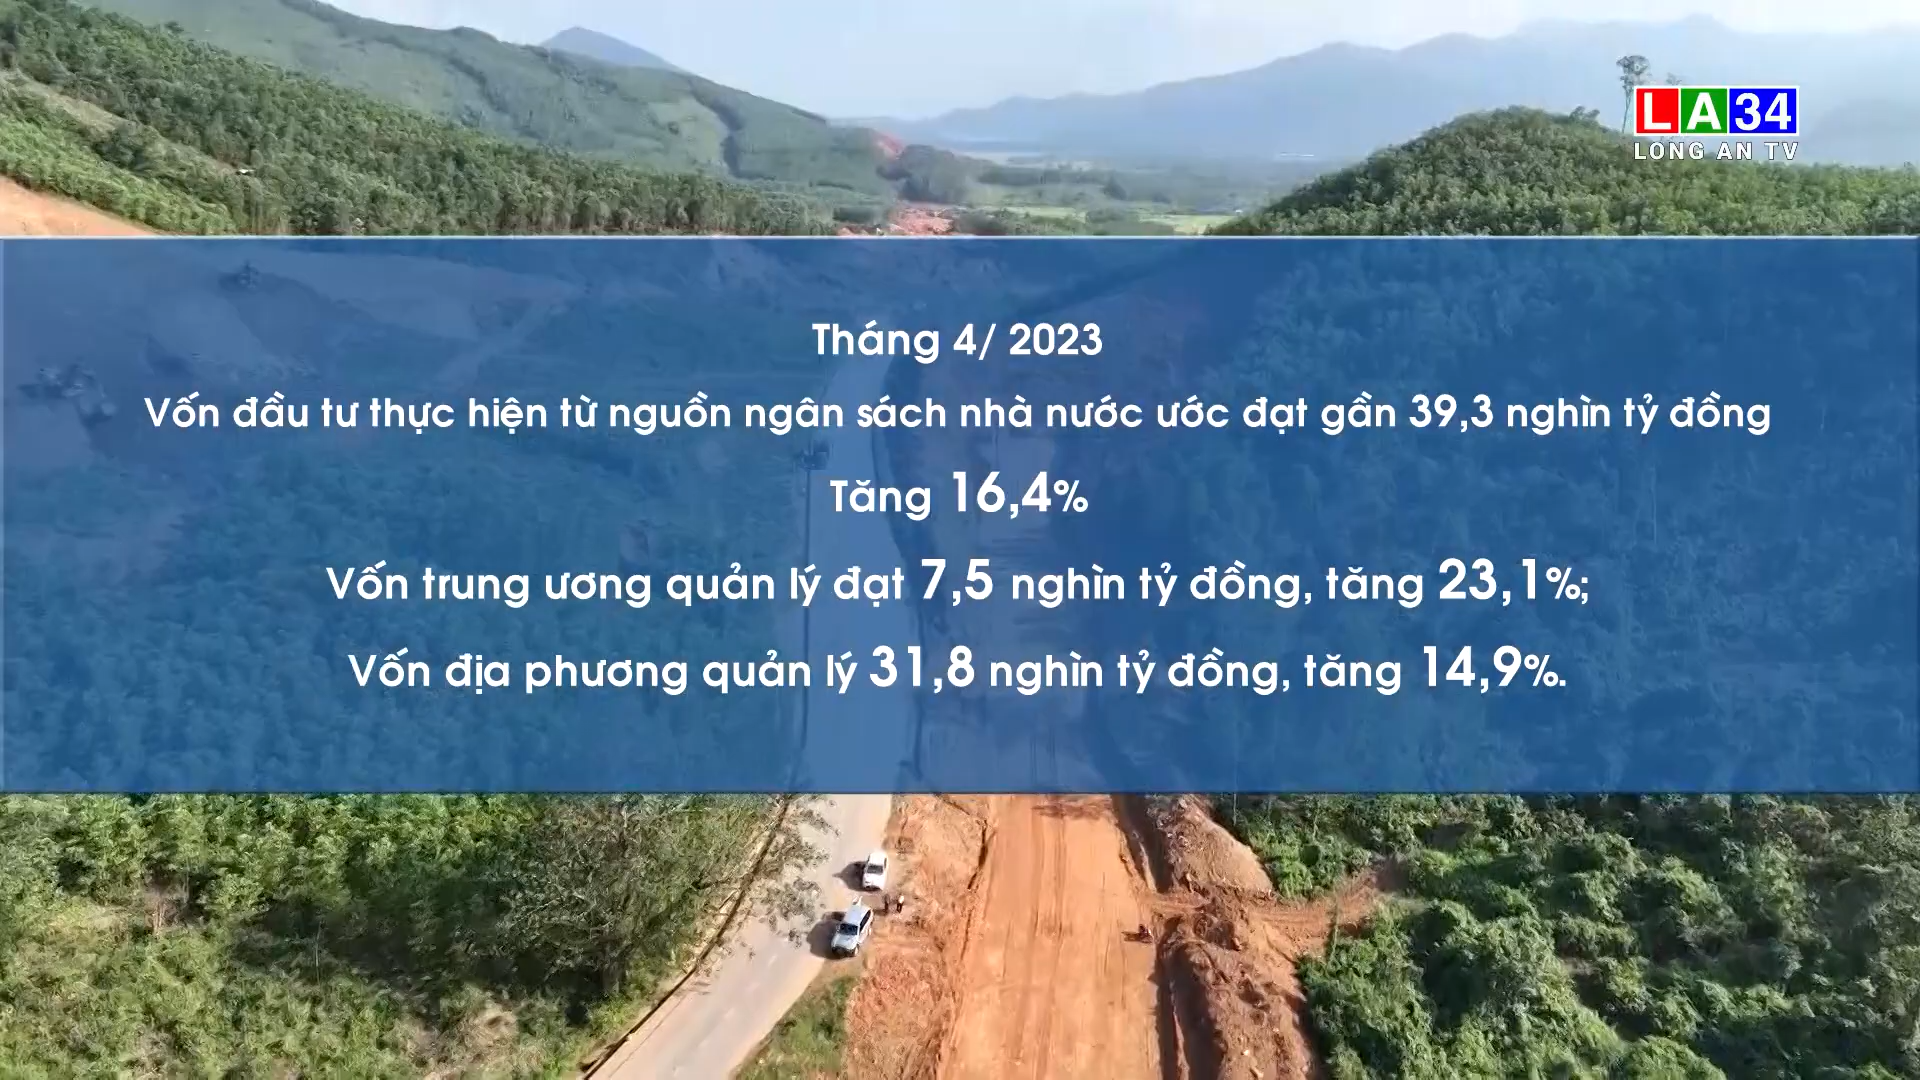 LA34
LONG AN TV
Tháng 4/ 2023
Vốn đầu tư thực hiện từ nguồn ngân sách nhà nước ước đạt gần 39,3 nghìn tỷ đồng
Tăng 16,4%
Vốn trung ương quản lý đạt 7,5 nghìn tỷ đồng, tăng 23,1%;
Vốn địa phương quản lý 31,8 nghìn tỷ đồng, tăng 14,9%.